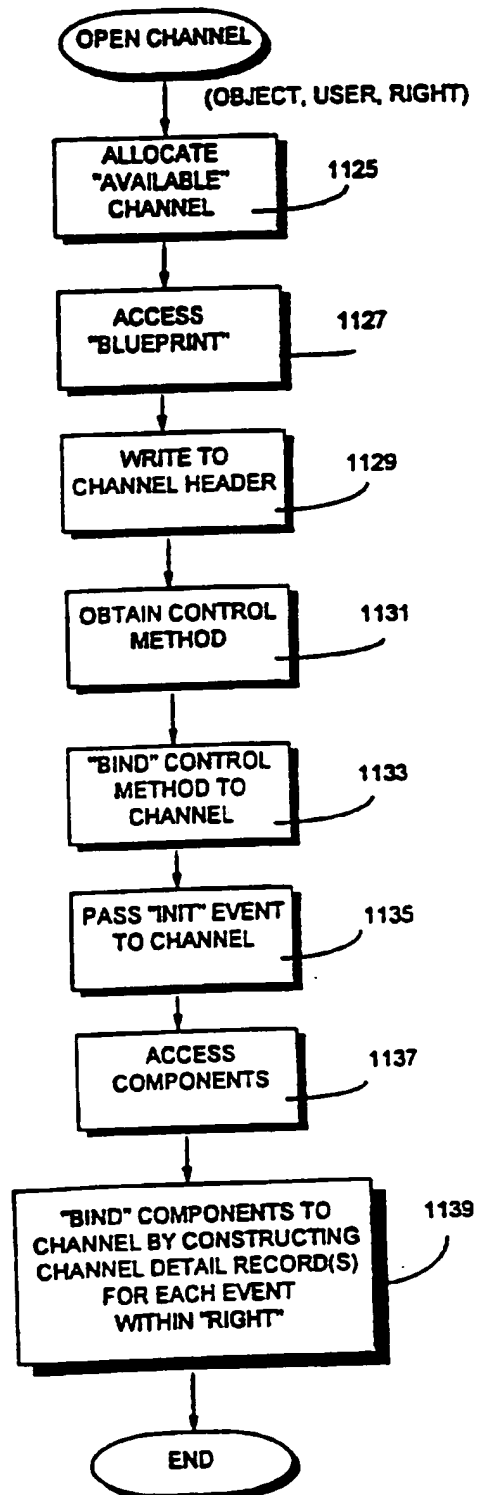 OPEN CHANNEL
(OBJECT, USER, RIGHT)
ALLOCATE
"AVAILABLE"
CHANNEL
1125
ACCESS
"BLUEPRINT"
1127
WRITE TO
CHANNEL HEADER
1129
OBTAIN CONTROL
METHOD
1131
"BIND" CONTROL
METHOD TO
CHANNEL
1133
PASS "INIT" EVENT
TO CHANNEL
1135
ACCESS
COMPONENTS
1137
"BIND" COMPONENTS TO
CHANNEL BY CONSTRUCTING
CHANNEL DETAIL RECORD(S)
FOR EACH EVENT
WITHIN "RIGHT"
1139
END